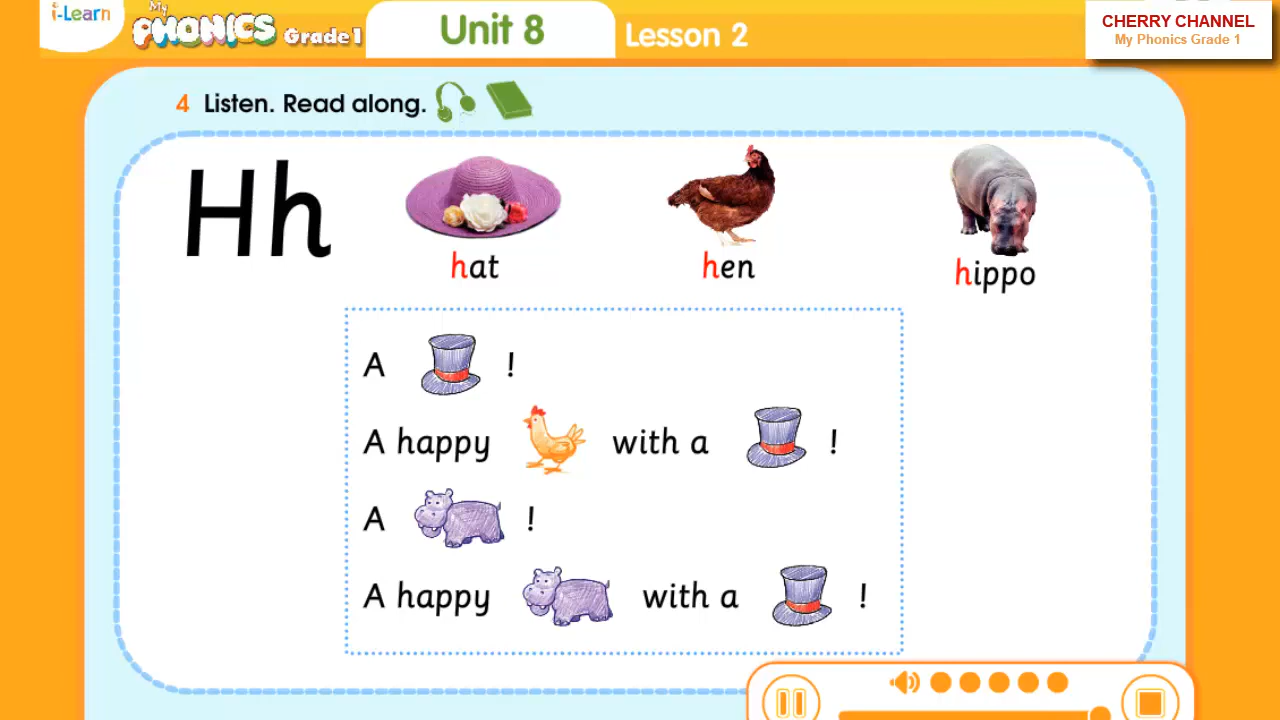 i-Learn
My
PHONICS Grade 1
Unit 8
Lesson 2
CHERRY CHANNEL
My Phonics Grade 1
4 Listen. Read along.
Hh
hat
hen
hippo
A !
A happy with a !
A !
A happy with a !